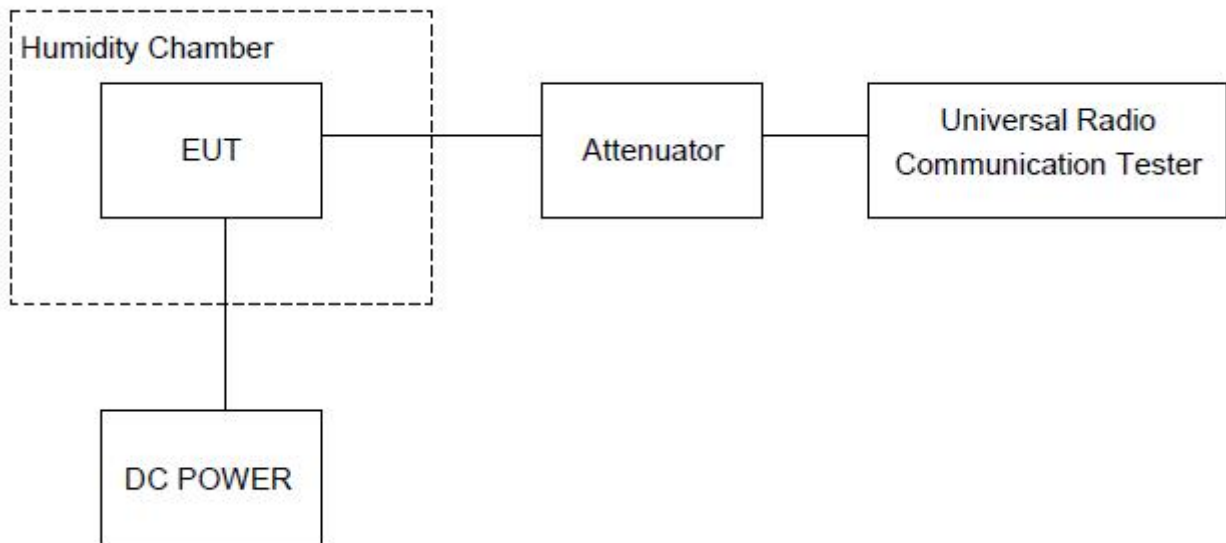 Humidity Chamber
EUT
Attenuator
Universal Radio
Communication Tester
DC POWER